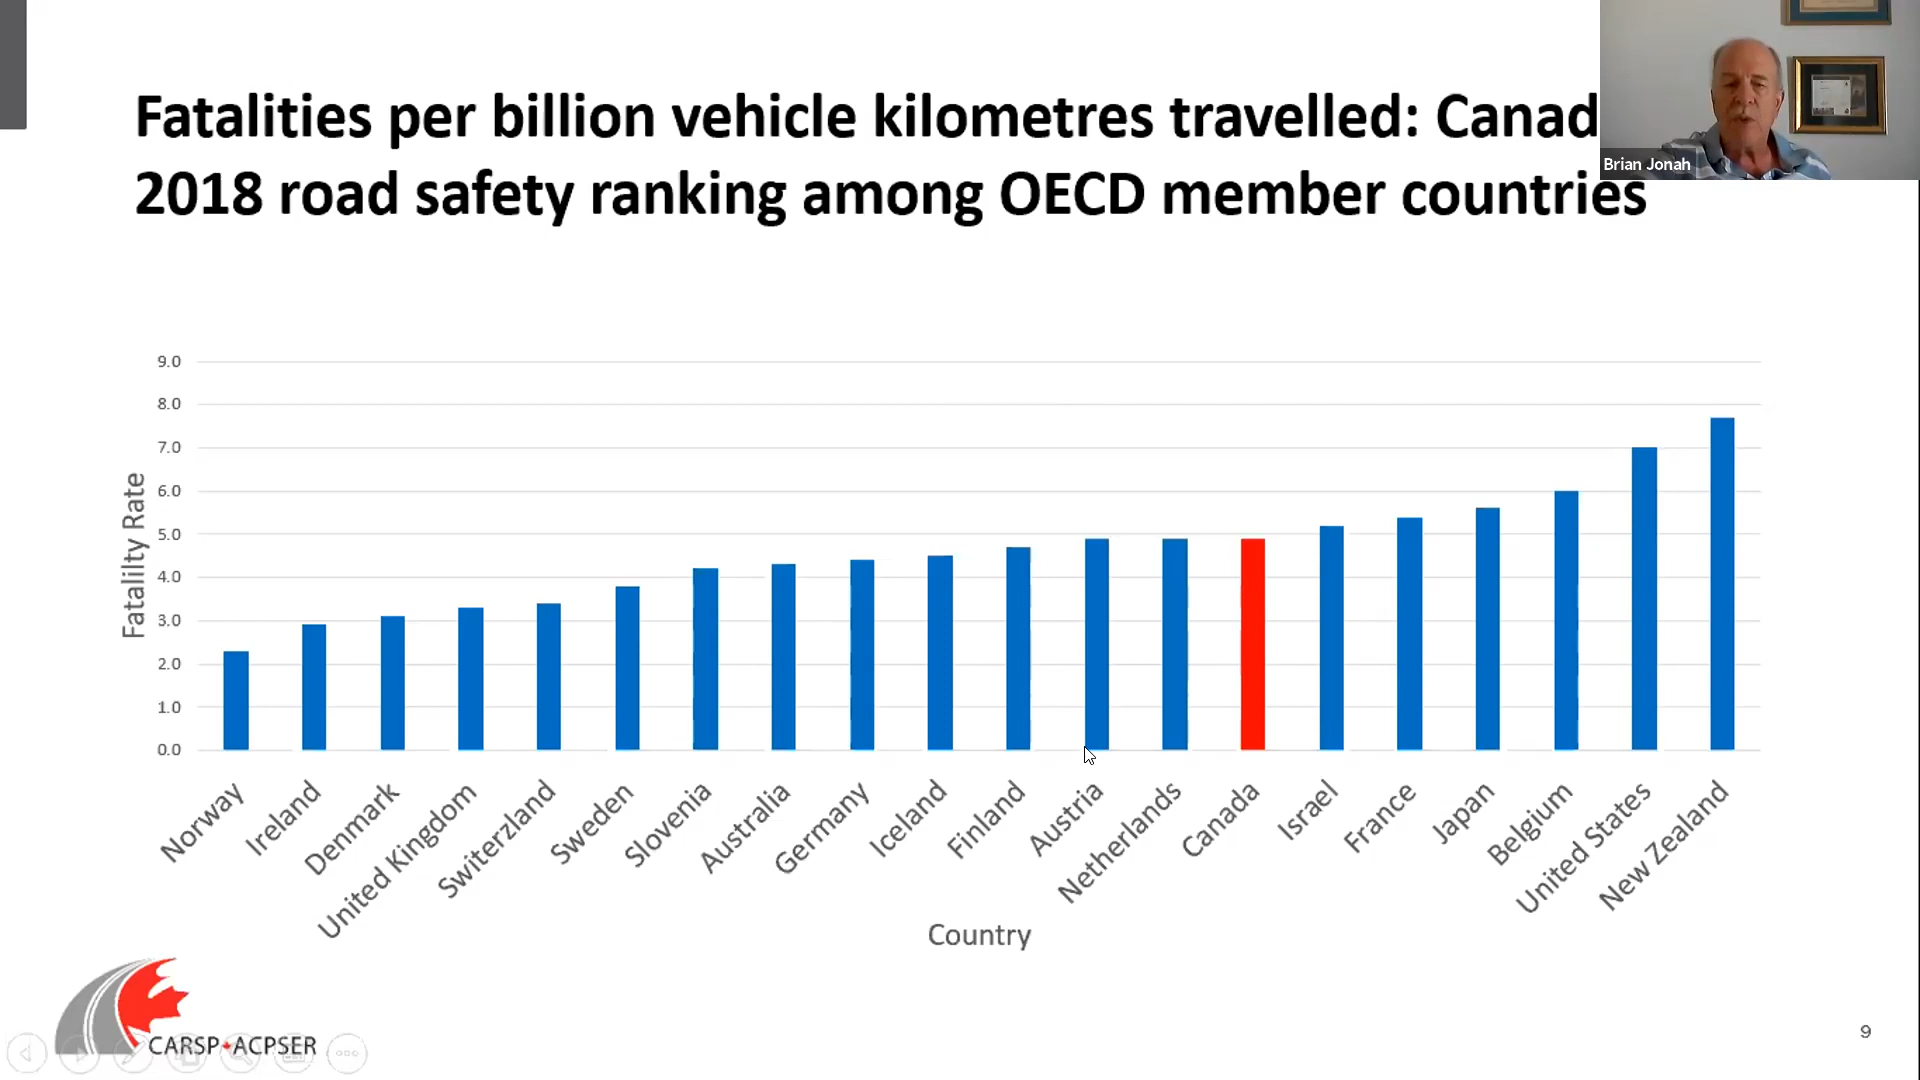 Fatalities per billion vehicle kilometres travelled: Canad
2018 road safety ranking among OECD member countries
Brian Jonah
9.0
8.0
7.0
6.0
5.0
4.0
3.0
2.0
1.0
0.0
Fatalilty Rate
Norway
Ireland
Denmark
United Kingdom
Switerzland
Sweden
Slovenia
Australia
Germany
Iceland
Finland
Austria
Netherlands
Canada
Israel
France
Japan
Belgium
United States
New Zealand
Country
CARSP ACPSER
9